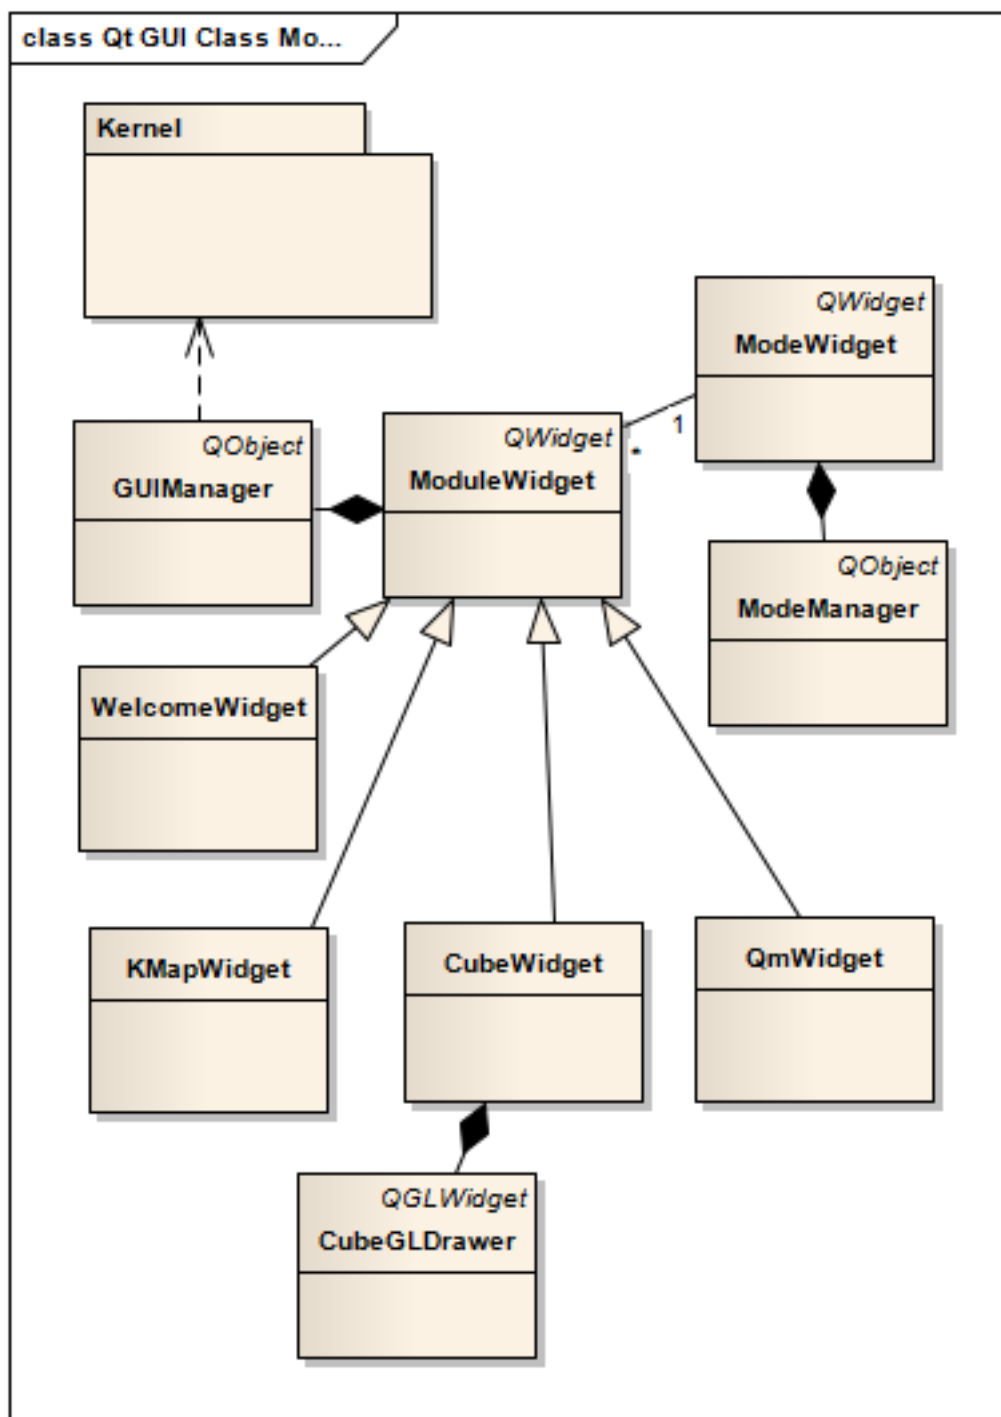 class Qt GUI Class Mo...
Kernel
QWidget
ModeWidget
1
*
QObject
GUIManager
QWidget
ModuleWidget
QObject
ModeManager
WelcomeWidget
KMapWidget
CubeWidget
QmWidget
QGLWidget
CubeGLDrawer